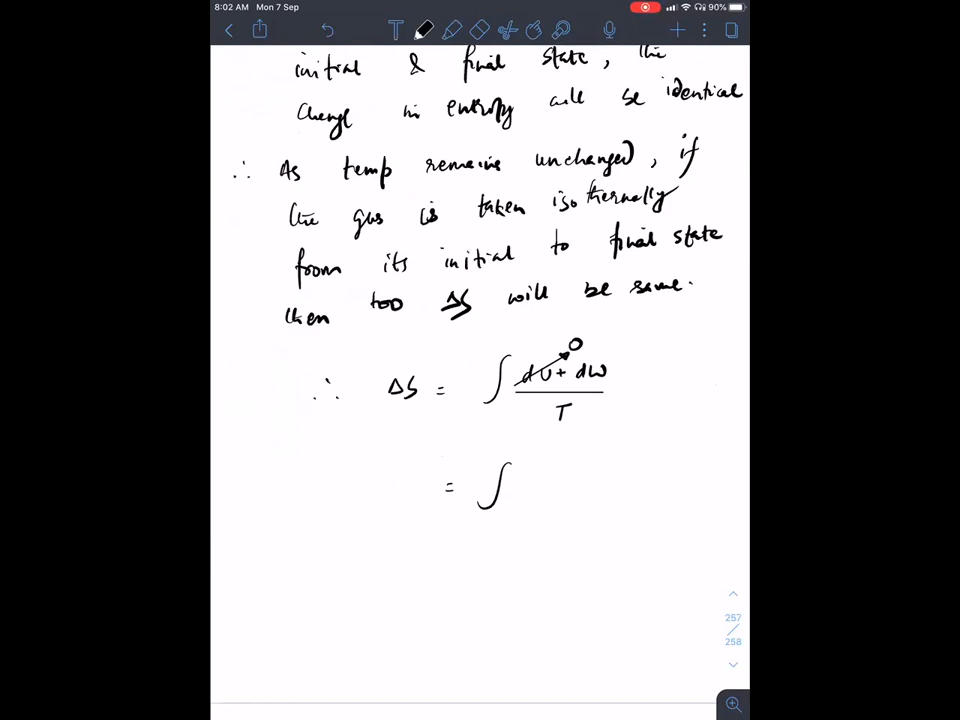 8:02 AM Mon 7 Sep 90%
initial & final state, the
change in entropy will be identical
∴ As temp remains unchanged, if
the gas is taken isothermally
from its initial to final state
then too ΔS will be same.
∴ ΔS = ∫ (dU + dW) / T 0
= ∫
257
258